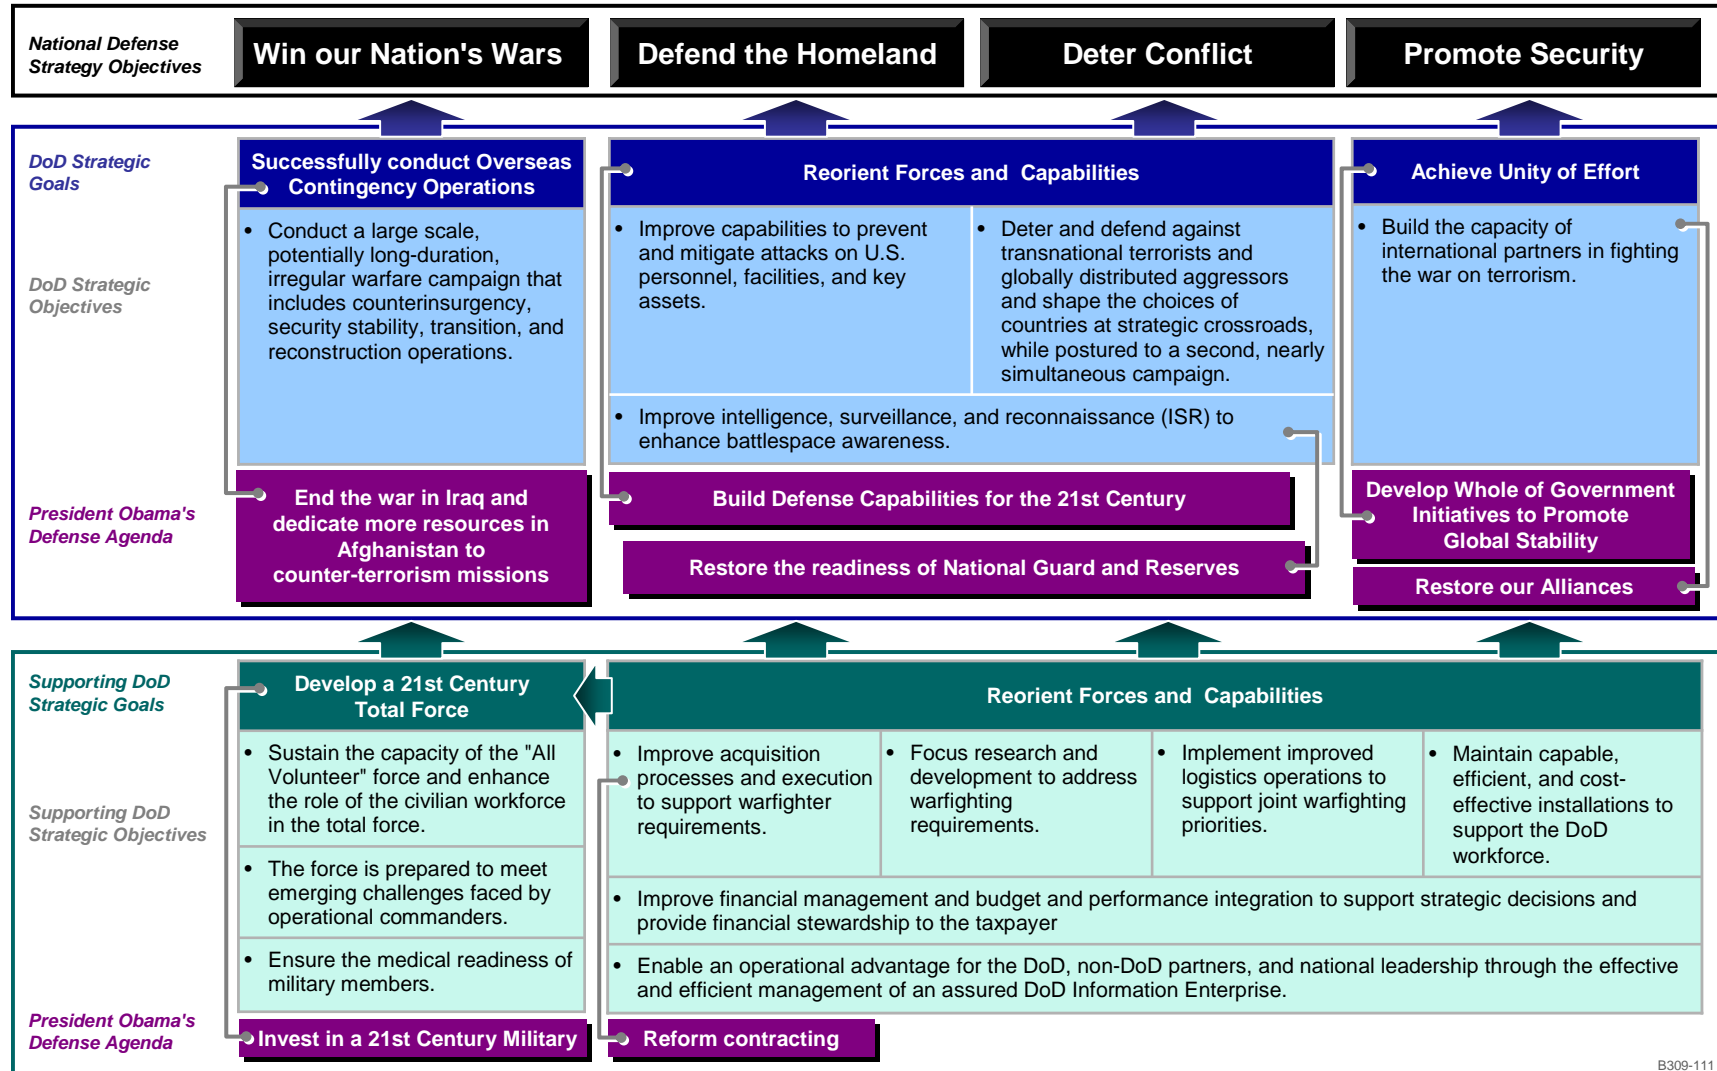 National Defense
Strategy Objectives
Win our Nation's Wars
Defend the Homeland
Deter Conflict
Promote Security
DoD Strategic
Goals
Successfully conduct Overseas
Contingency Operations
Reorient Forces and  Capabilities
Achieve Unity of Effort
DoD Strategic
Objectives
• Conduct a large scale,
potentially long-duration,
irregular warfare campaign that
includes counterinsurgency,
security stability, transition, and
reconstruction operations.
• Improve capabilities to prevent
and mitigate attacks on U.S.
personnel, facilities, and key
assets.
• Deter and defend against
transnational terrorists and
globally distributed aggressors
and shape the choices of
countries at strategic crossroads,
while postured to a second, nearly
simultaneous campaign.
• Build the capacity of
international partners in fighting
the war on terrorism.
• Improve intelligence, surveillance, and reconnaissance (ISR) to
enhance battlespace awareness.
President Obama's
Defense Agenda
End the war in Iraq and
dedicate more resources in
Afghanistan to
counter-terrorism missions
Build Defense Capabilities for the 21st Century
Restore the readiness of National Guard and Reserves
Develop Whole of Government
Initiatives to Promote
Global Stability
Restore our Alliances
Supporting DoD
Strategic Goals
Develop a 21st Century
Total Force
Reorient Forces and  Capabilities
Supporting DoD
Strategic Objectives
• Sustain the capacity of the "All
Volunteer" force and enhance
the role of the civilian workforce
in the total force.
• The force is prepared to meet
emerging challenges faced by
operational commanders.
• Ensure the medical readiness of
military members.
• Improve acquisition
processes and execution
to support warfighter
requirements.
• Focus research and
development to address
warfighting
requirements.
• Implement improved
logistics operations to
support joint warfighting
priorities.
• Maintain capable,
efficient, and cost-
effective installations to
support the DoD
workforce.
• Improve financial management and budget and performance integration to support strategic decisions and
provide financial stewardship to the taxpayer
• Enable an operational advantage for the DoD, non-DoD partners, and national leadership through the effective
and efficient management of an assured DoD Information Enterprise.
President Obama's
Defense Agenda
Invest in a 21st Century Military
Reform contracting
B309-111